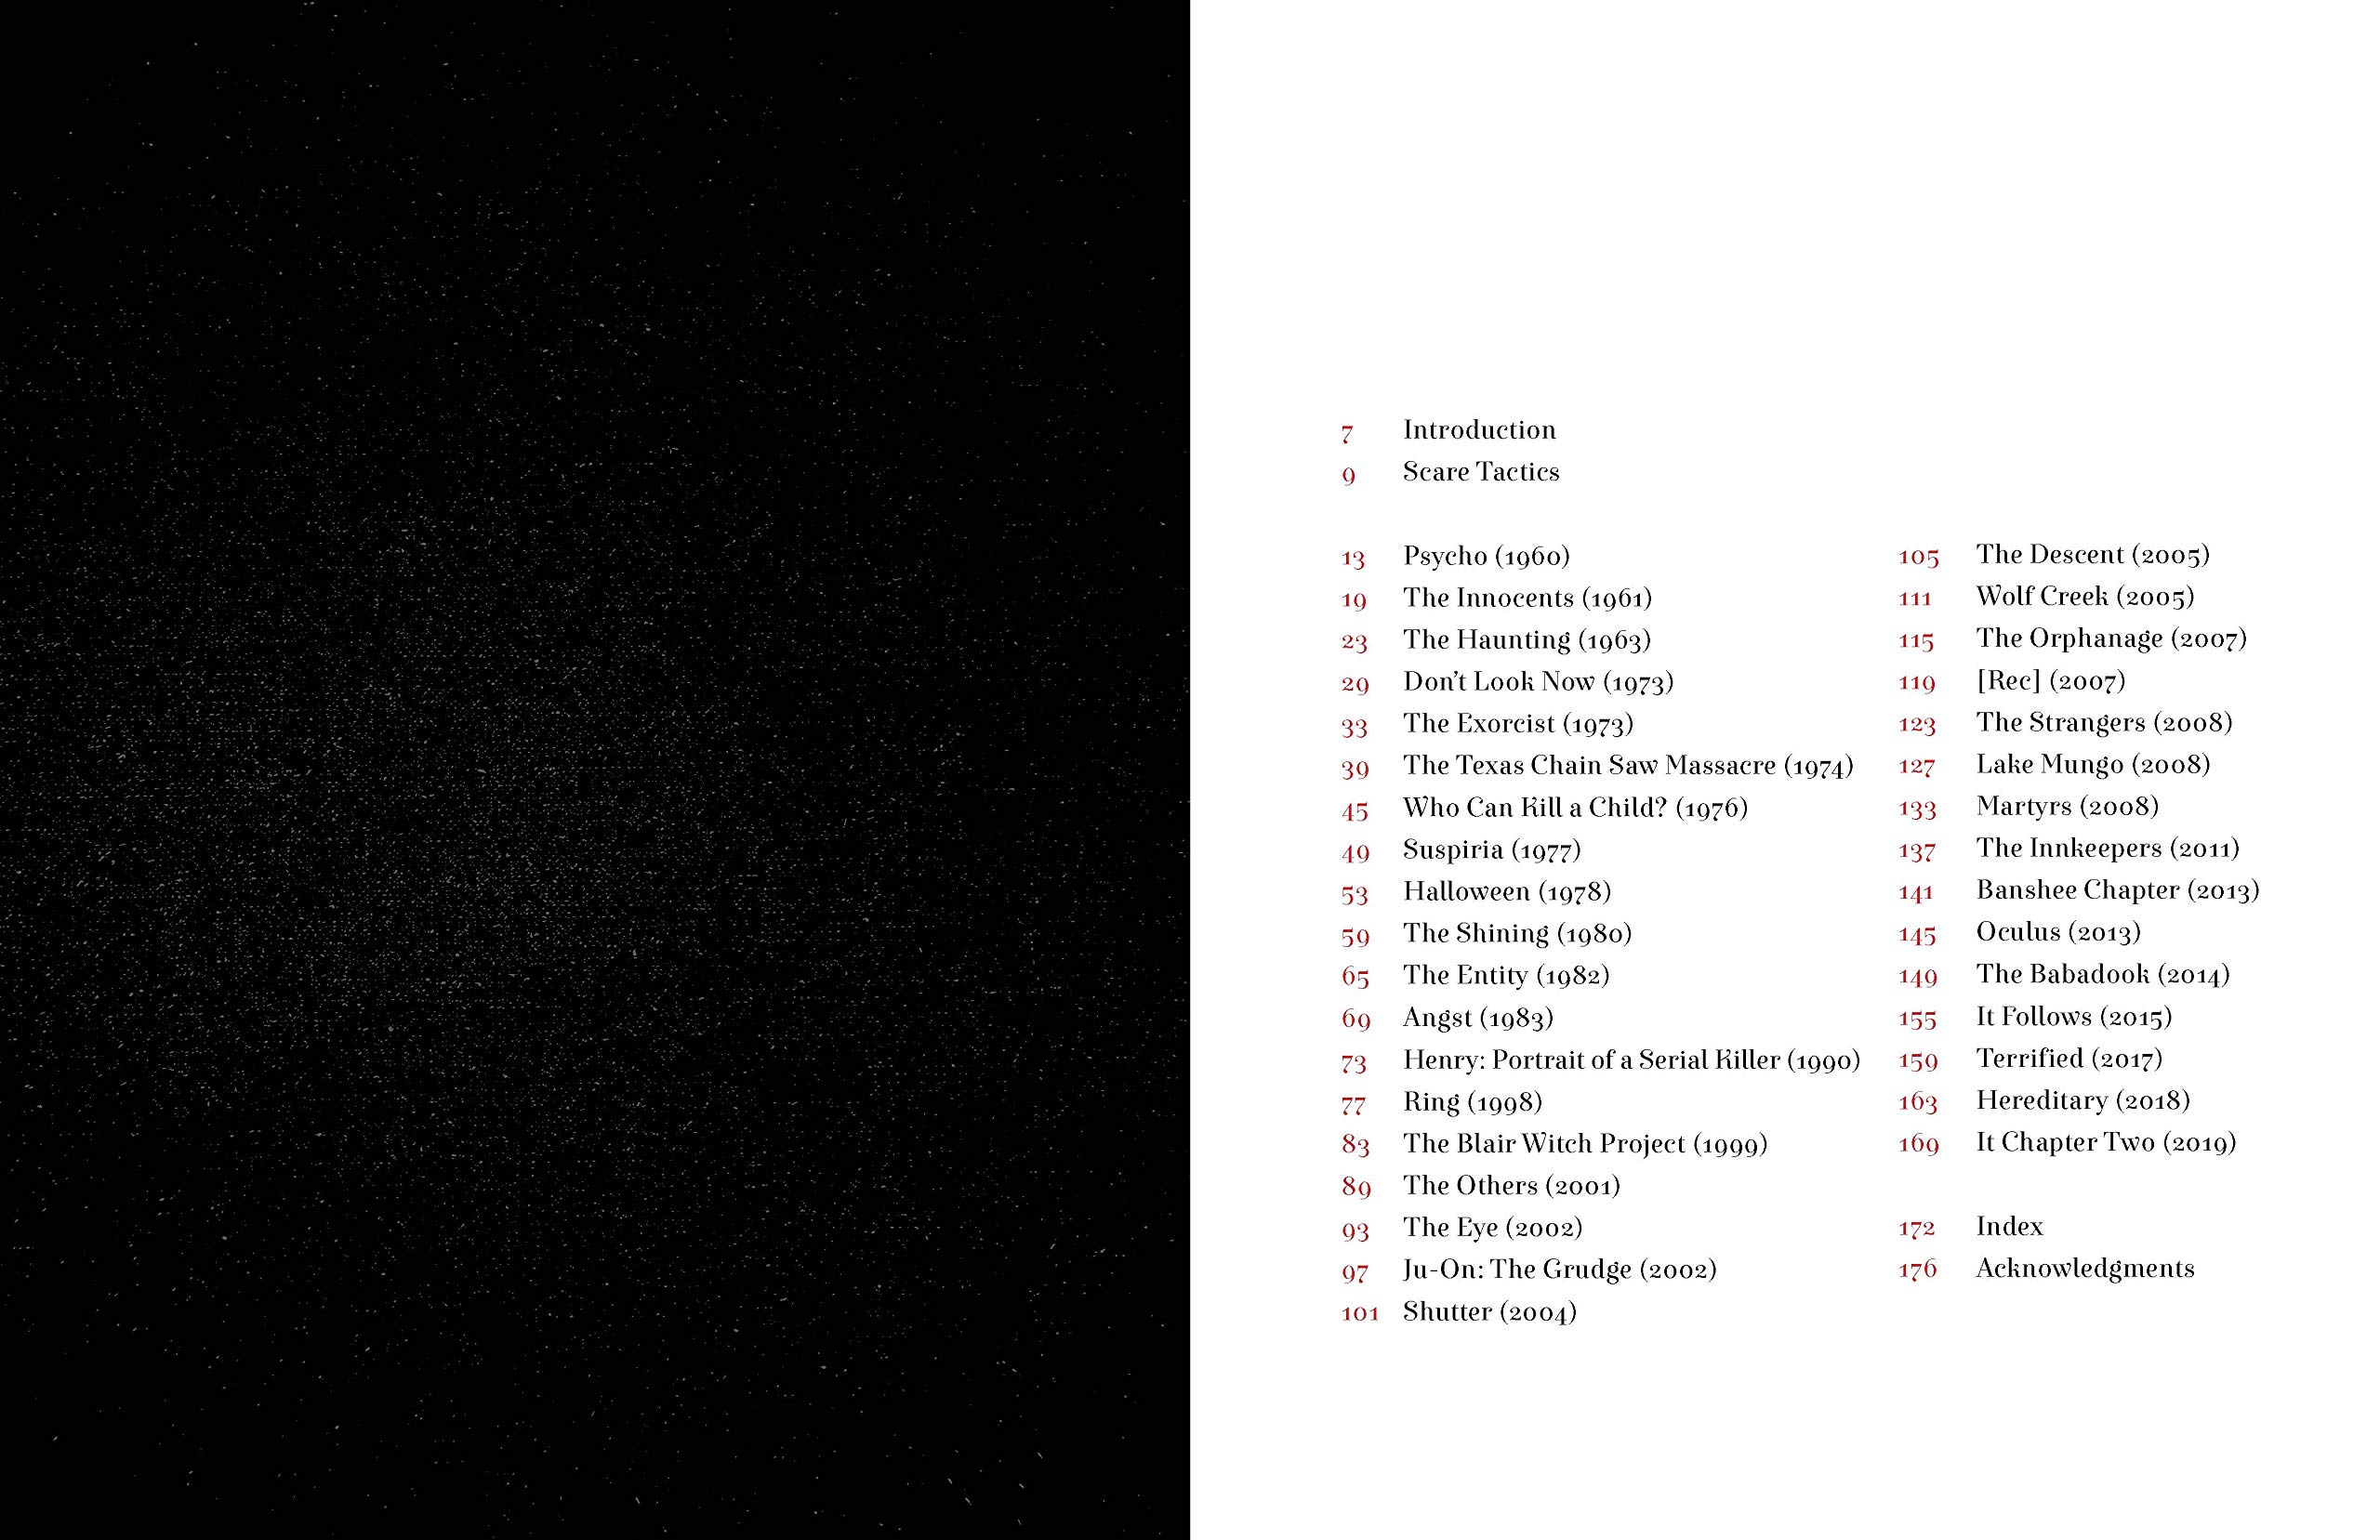 7 Introduction
9 Scare Tactics
13 Psycho (1960)
19 The Innocents (1961)
23 The Haunting (1963)
29 Don’t Look Now (1973)
33 The Exorcist (1973)
39 The Texas Chain Saw Massacre (1974)
45 Who Can Kill a Child? (1976)
49 Suspiria (1977)
53 Halloween (1978)
59 The Shining (1980)
65 The Entity (1982)
69 Angst (1983)
73 Henry: Portrait of a Serial Killer (1990)
77 Ring (1998)
83 The Blair Witch Project (1999)
89 The Others (2001)
93 The Eye (2002)
97 Ju-On: The Grudge (2002)
101 Shutter (2004)
105 The Descent (2005)
111 Wolf Creek (2005)
115 The Orphanage (2007)
119 [Rec] (2007)
123 The Strangers (2008)
127 Lake Mungo (2008)
133 Martyrs (2008)
137 The Innkeepers (2011)
141 Banshee Chapter (2013)
145 Oculus (2013)
149 The Babadook (2014)
155 It Follows (2015)
159 Terrified (2017)
163 Hereditary (2018)
169 It Chapter Two (2019)
172 Index
176 Acknowledgments